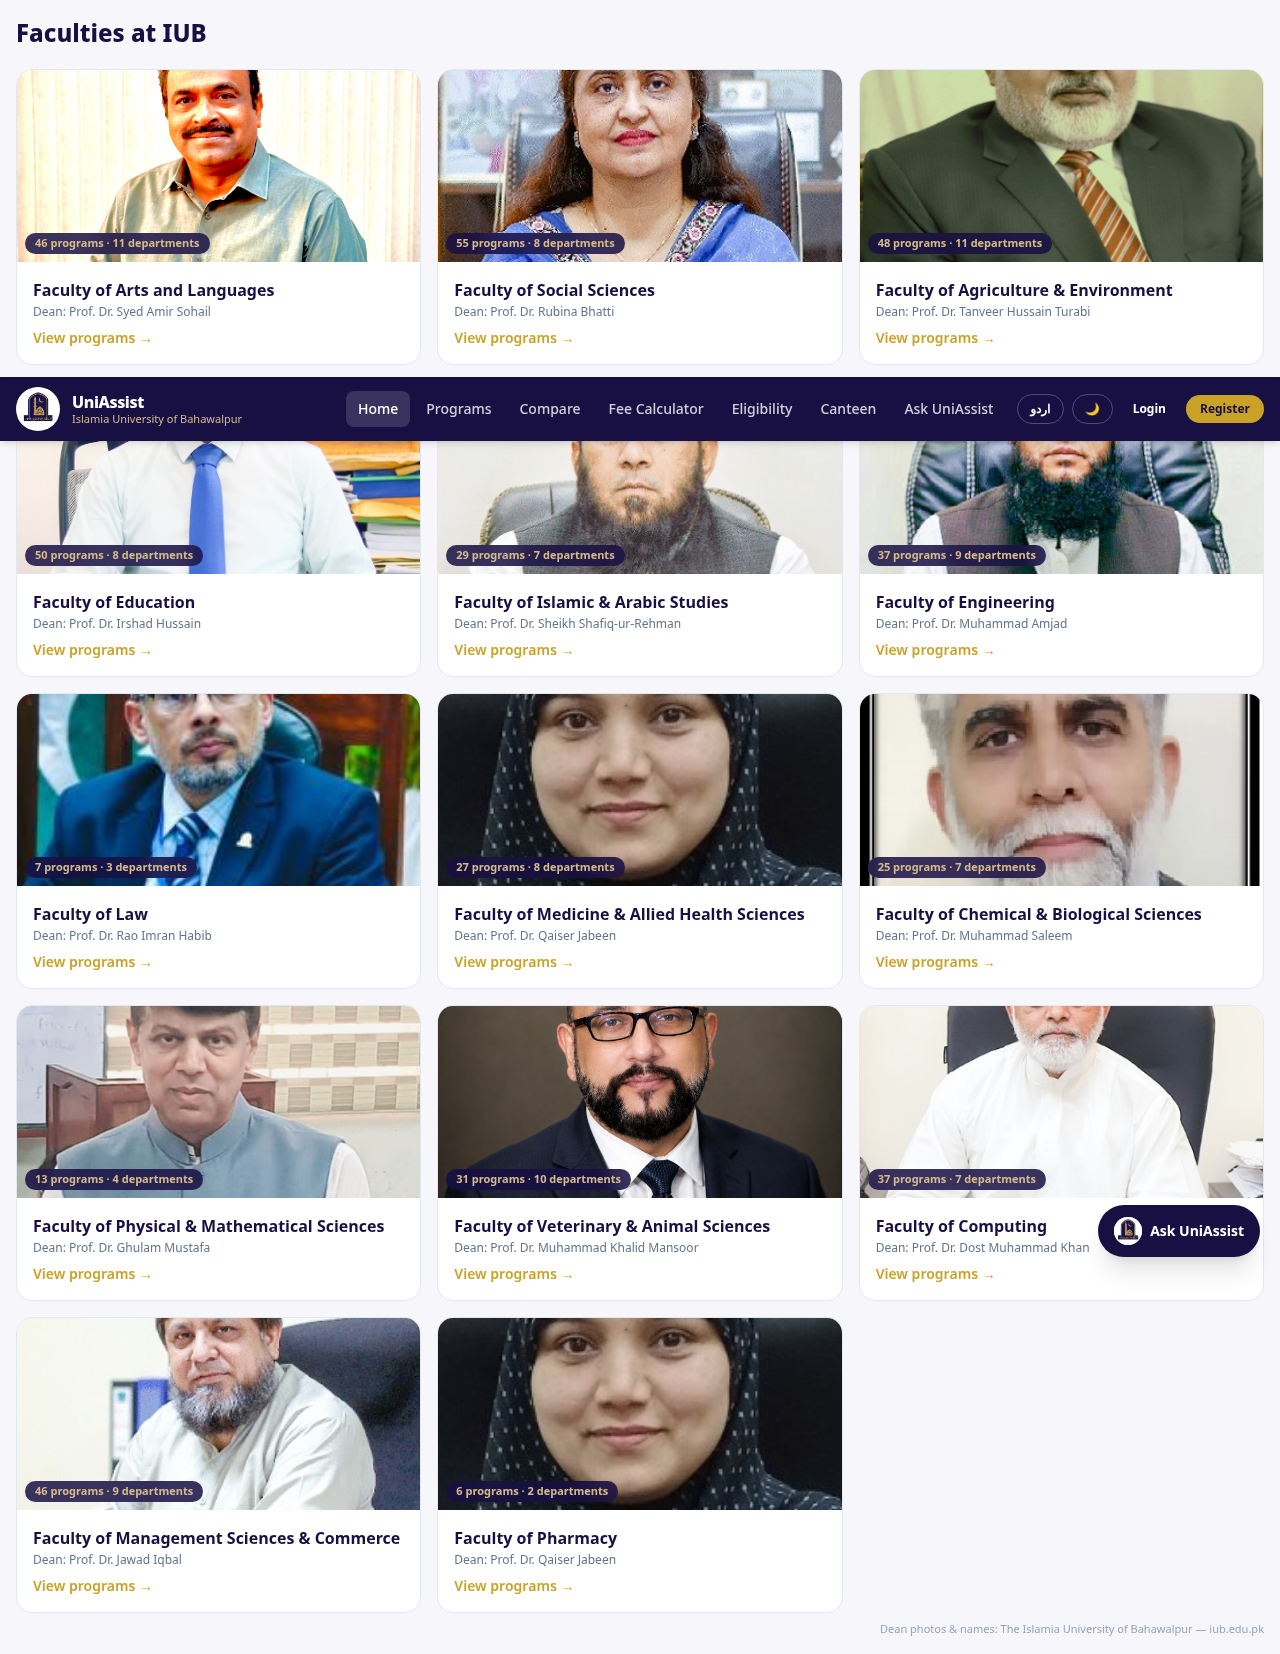 Faculties at IUB
46 programs · 11 departments
Faculty of Arts and Languages
Dean: Prof. Dr. Syed Amir Sohail
View programs →
55 programs · 8 departments
Faculty of Social Sciences
Dean: Prof. Dr. Rubina Bhatti
View programs →
48 programs · 11 departments
Faculty of Agriculture & Environment
Dean: Prof. Dr. Tanveer Hussain Turabi
View programs →
UniAssist
Islamia University of Bahawalpur
Home
Programs
Compare
Fee Calculator
Eligibility
Canteen
Ask UniAssist
اردو
Login
Register
50 programs · 8 departments
Faculty of Education
Dean: Prof. Dr. Irshad Hussain
View programs →
29 programs · 7 departments
Faculty of Islamic & Arabic Studies
Dean: Prof. Dr. Sheikh Shafiq-ur-Rehman
View programs →
37 programs · 9 departments
Faculty of Engineering
Dean: Prof. Dr. Muhammad Amjad
View programs →
7 programs · 3 departments
Faculty of Law
Dean: Prof. Dr. Rao Imran Habib
View programs →
27 programs · 8 departments
Faculty of Medicine & Allied Health Sciences
Dean: Prof. Dr. Qaiser Jabeen
View programs →
25 programs · 7 departments
Faculty of Chemical & Biological Sciences
Dean: Prof. Dr. Muhammad Saleem
View programs →
13 programs · 4 departments
Faculty of Physical & Mathematical Sciences
Dean: Prof. Dr. Ghulam Mustafa
View programs →
31 programs · 10 departments
Faculty of Veterinary & Animal Sciences
Dean: Prof. Dr. Muhammad Khalid Mansoor
View programs →
37 programs · 7 departments
Faculty of Computing
Dean: Prof. Dr. Dost Muhammad Khan
View programs →
Ask UniAssist
46 programs · 9 departments
Faculty of Management Sciences & Commerce
Dean: Prof. Dr. Jawad Iqbal
View programs →
6 programs · 2 departments
Faculty of Pharmacy
Dean: Prof. Dr. Qaiser Jabeen
View programs →
Dean photos & names: The Islamia University of Bahawalpur — iub.edu.pk